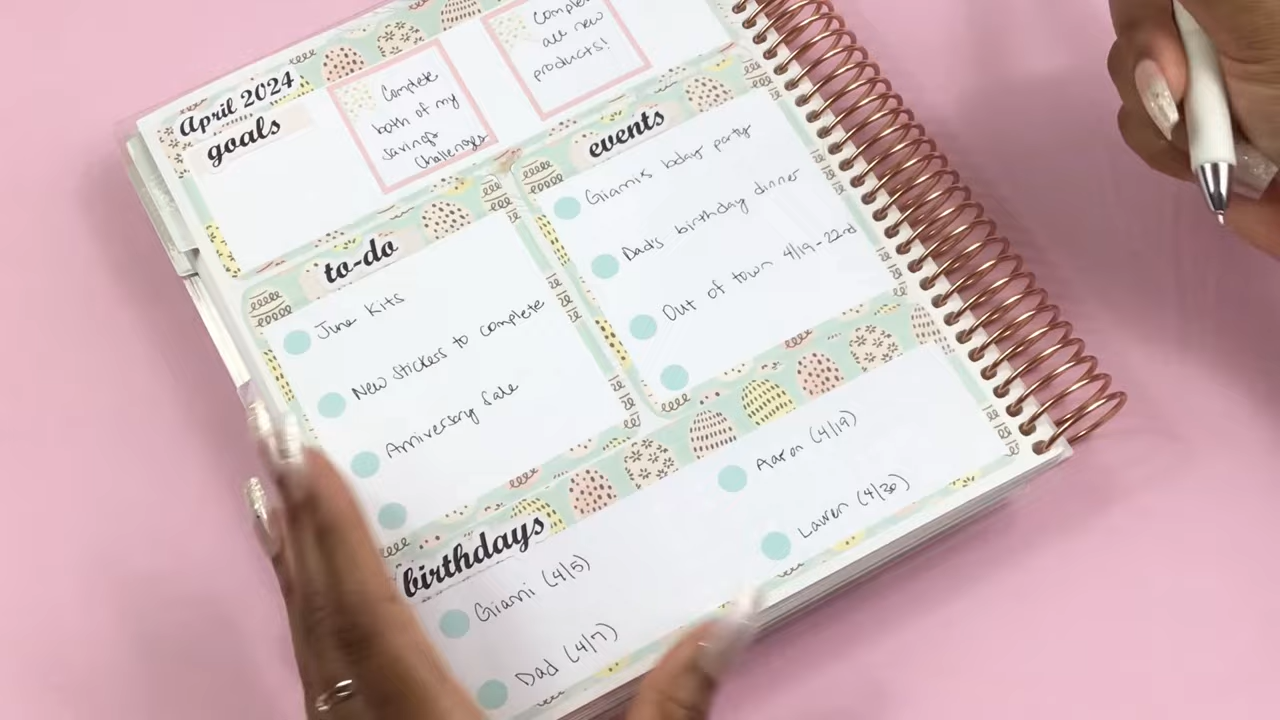 April 2024
goals
Complete
both of my
savings
challenges
Complete
all new
products!
to-do
June Kits
New Stickers to complete
Anniversary Sale
events
Gianni's bday party
Dad's birthday dinner
Out of town 4/19-22nd
birthdays
Gianni (4/5)
Dad (4/7)
Aaron (4/19)
Lauren (4/30)